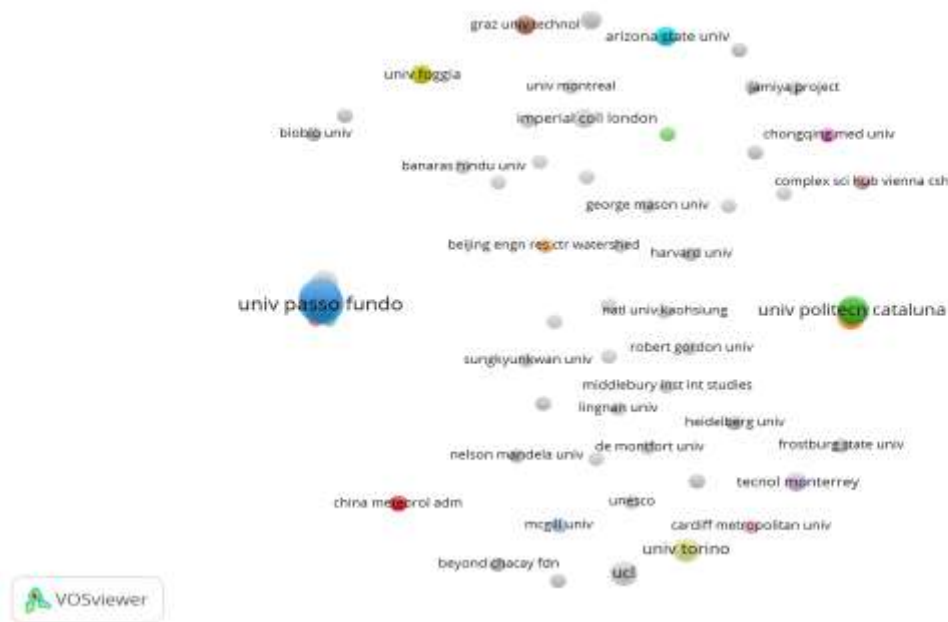 graz univ technol
arizona state univ
univ foggia
univ montreal
jamiya project
imperial coll london
biobio univ
chongqing med univ
banaras hindu univ
complex sci hub vienna csh
george mason univ
beijing engn res ctr watershed
harvard univ
univ passo fundo
natl univ kaohsiung
univ politecn cataluna
robert gordon univ
sungkyunkwan univ
middlebury inst int studies
lingnan univ
heidelberg univ
de montfort univ
frostburg state univ
nelson mandela univ
tecnol monterrey
china meteorol adm
unesco
mcgill univ
cardiff metropolitan univ
univ torino
beyond chacay fdn
ucl
VOSviewer